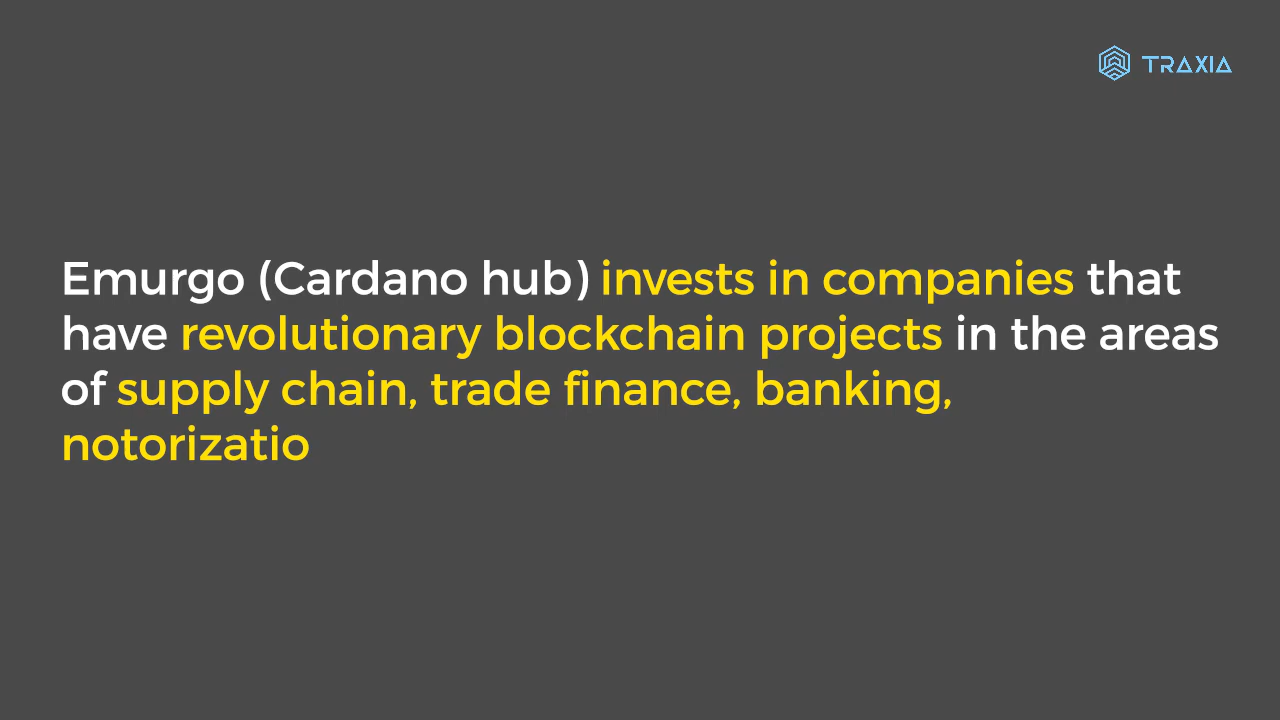 TRAXIA
Emurgo (Cardano hub) invests in companies that
have revolutionary blockchain projects in the areas
of supply chain, trade finance, banking,
notorizatio